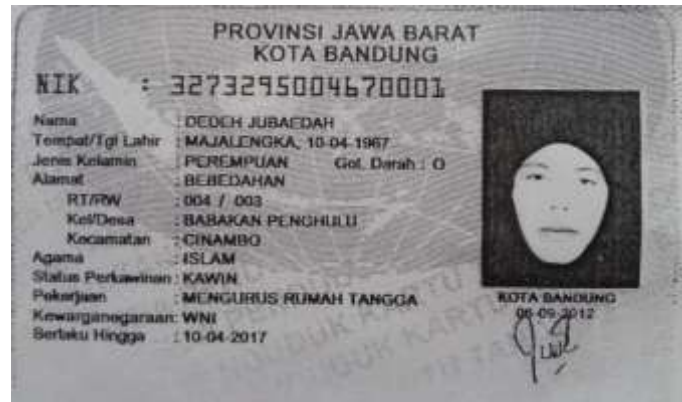 PROVINSI JAWA BARAT
KOTA BANDUNG
NIK : 3273295004670001
Nama : DEDEH JUBAEDAH
Tempat/Tgl Lahir : MAJALENGKA, 10-04-1967
Jenis Kelamin : PEREMPUAN Gol. Darah : O
Alamat : BEBEDAHAN
RT/RW : 004 / 003
Kel/Desa : BABAKAN PENGHULU
Kecamatan : CINAMBO
Agama : ISLAM
Status Perkawinan : KAWIN
Pekerjaan : MENGURUS RUMAH TANGGA
Kewarganegaraan: WNI
Berlaku Hingga : 10-04-2017
KOTA BANDUNG
06-09-2012